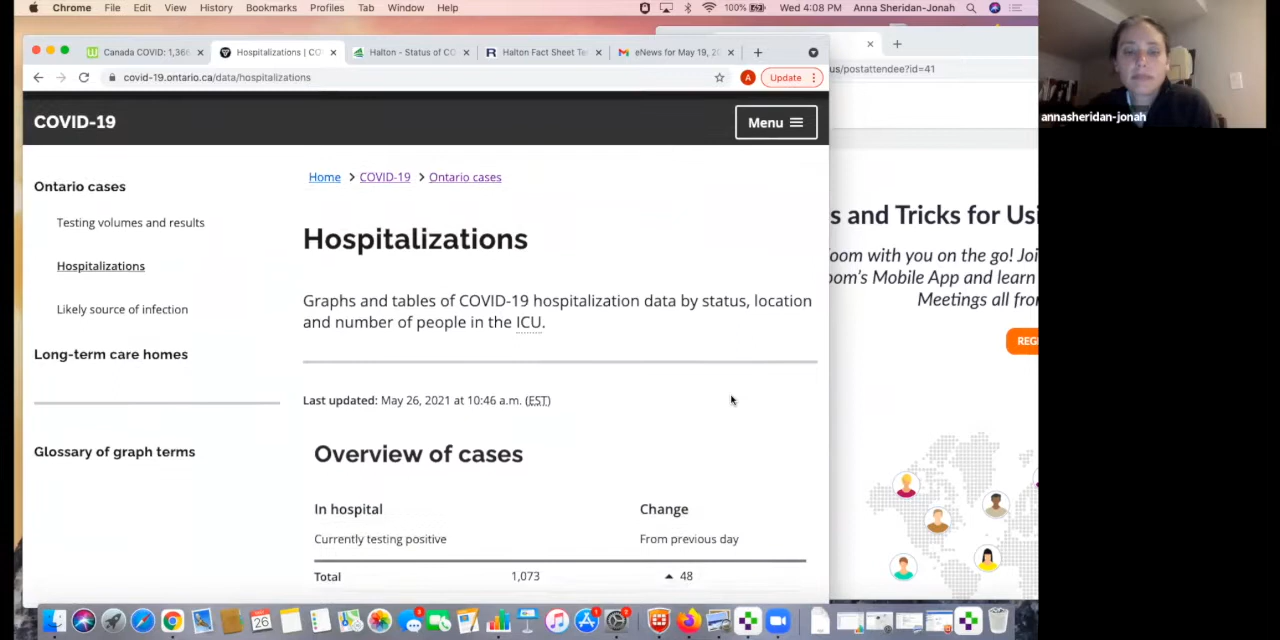 Chrome File Edit View History Bookmarks Profiles Tab Window Help 100% Wed 4:08 PM Anna Sheridan-Jonah
Canada COVID: 1,36
Hospitalizations | CO
Halton - Status of CO
Halton Fact Sheet Te
eNews for May 19, 20
covid-19.ontario.ca/data/hospitalizations
A
Update
us/postattendee?id=41
annasheridan-jonah
COVID-19
Menu
Ontario cases
Testing volumes and results
Hospitalizations
Likely source of infection
Long-term care homes
Glossary of graph terms
Home > COVID-19 > Ontario cases
Hospitalizations
Graphs and tables of COVID-19 hospitalization data by status, location
and number of people in the ICU.
Last updated: May 26, 2021 at 10:46 a.m. (EST)
Overview of cases
In hospital Change
Currently testing positive From previous day
Total 1,073 ▲ 48
s and Tricks for Usi
oom with you on the go! Joi
om's Mobile App and learn
Meetings all fro
REG
26